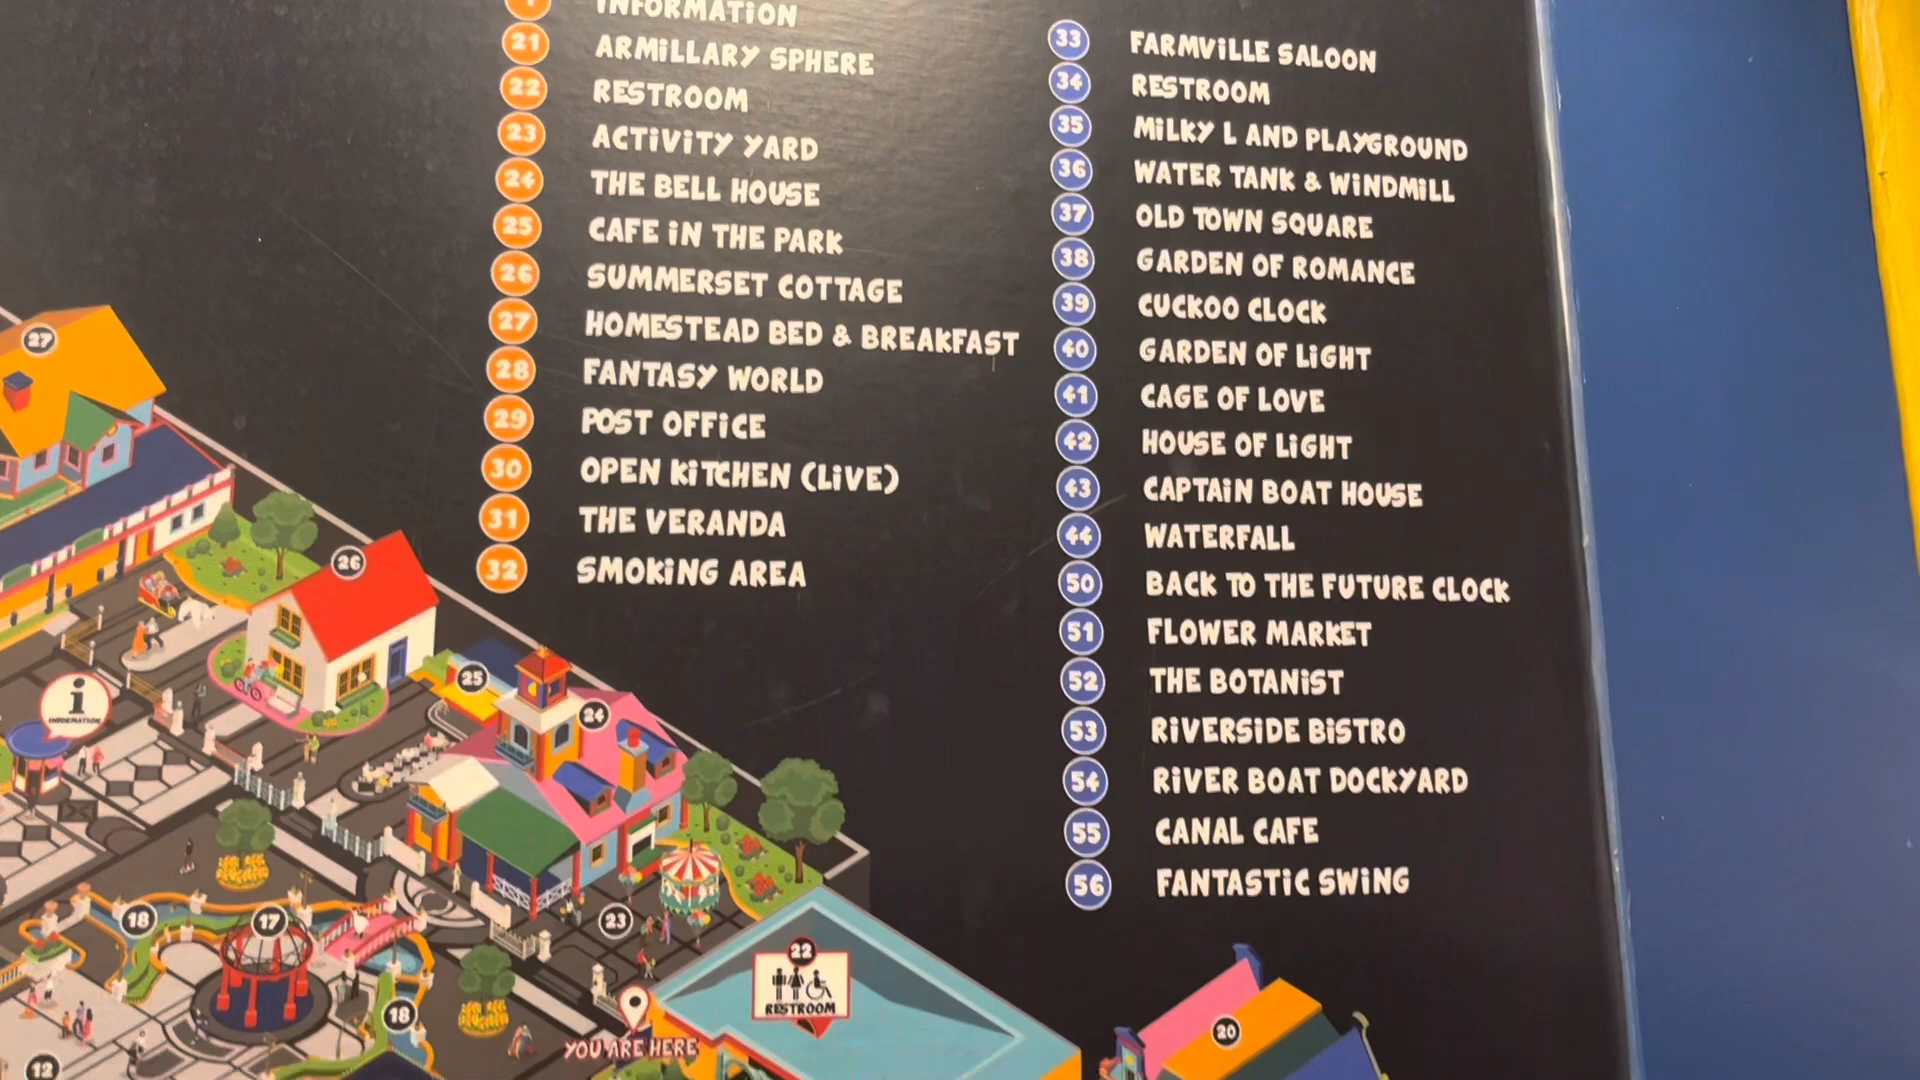 INFORMATION
21 ARMILLARY SPHERE
22 RESTROOM
23 ACTIVITY YARD
24 THE BELL HOUSE
25 CAFE IN THE PARK
26 SUMMERSET COTTAGE
27 HOMESTEAD BED & BREAKFAST
28 FANTASY WORLD
29 POST OFFICE
30 OPEN KITCHEN (LIVE)
31 THE VERANDA
32 SMOKING AREA
33 FARMVILLE SALOON
34 RESTROOM
35 MILKY L AND PLAYGROUND
36 WATER TANK & WINDMILL
37 OLD TOWN SQUARE
38 GARDEN OF ROMANCE
39 CUCKOO CLOCK
40 GARDEN OF LIGHT
41 CAGE OF LOVE
42 HOUSE OF LIGHT
43 CAPTAIN BOAT HOUSE
44 WATERFALL
50 BACK TO THE FUTURE CLOCK
51 FLOWER MARKET
52 THE BOTANIST
53 RIVERSIDE BISTRO
54 RIVER BOAT DOCKYARD
55 CANAL CAFE
56 FANTASTIC SWING
27
26
25
24
i
INFORMATION
23
18
17
22
RESTROOM
18
20
YOU ARE HERE
12